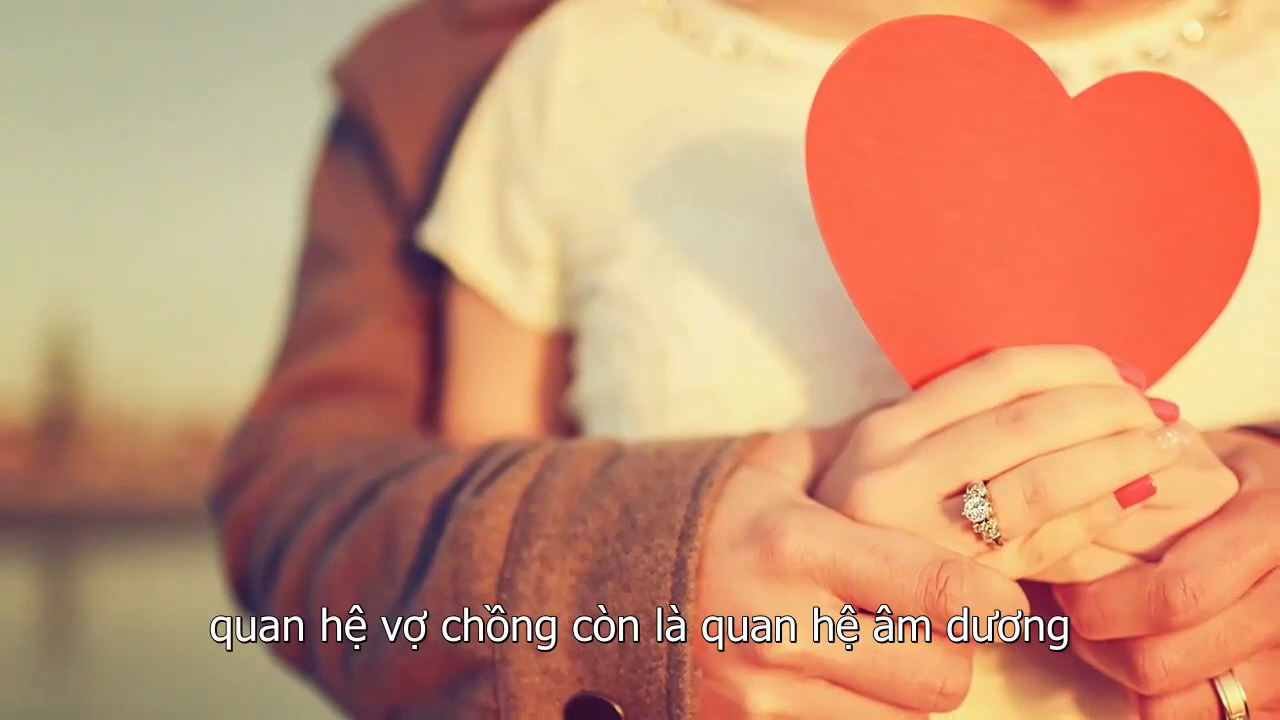 quan hệ vợ chồng còn là quan hệ âm dương